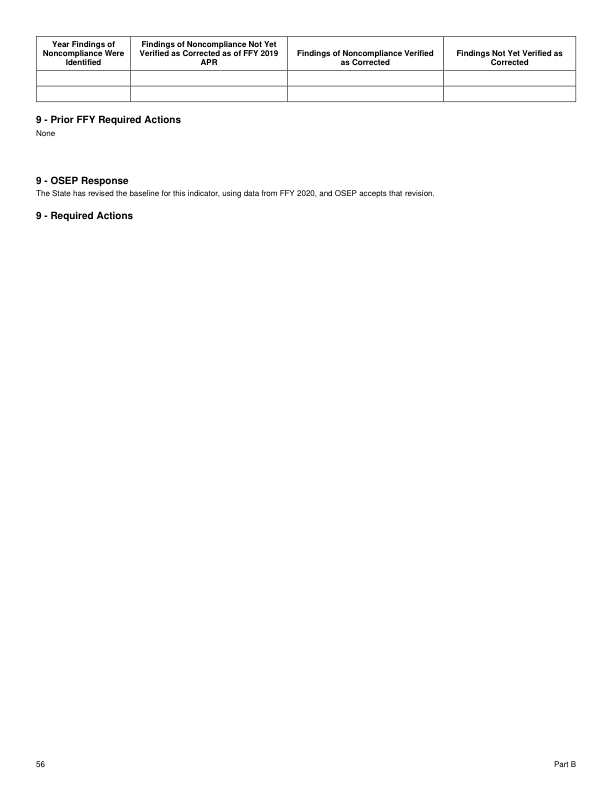 Year Findings of Noncompliance Were Identified
Findings of Noncompliance Not Yet Verified as Corrected as of FFY 2019 APR
Findings of Noncompliance Verified as Corrected
Findings Not Yet Verified as Corrected
9 - Prior FFY Required Actions
None
9 - OSEP Response
The State has revised the baseline for this indicator, using data from FFY 2020, and OSEP accepts that revision.
9 - Required Actions
56
Part B